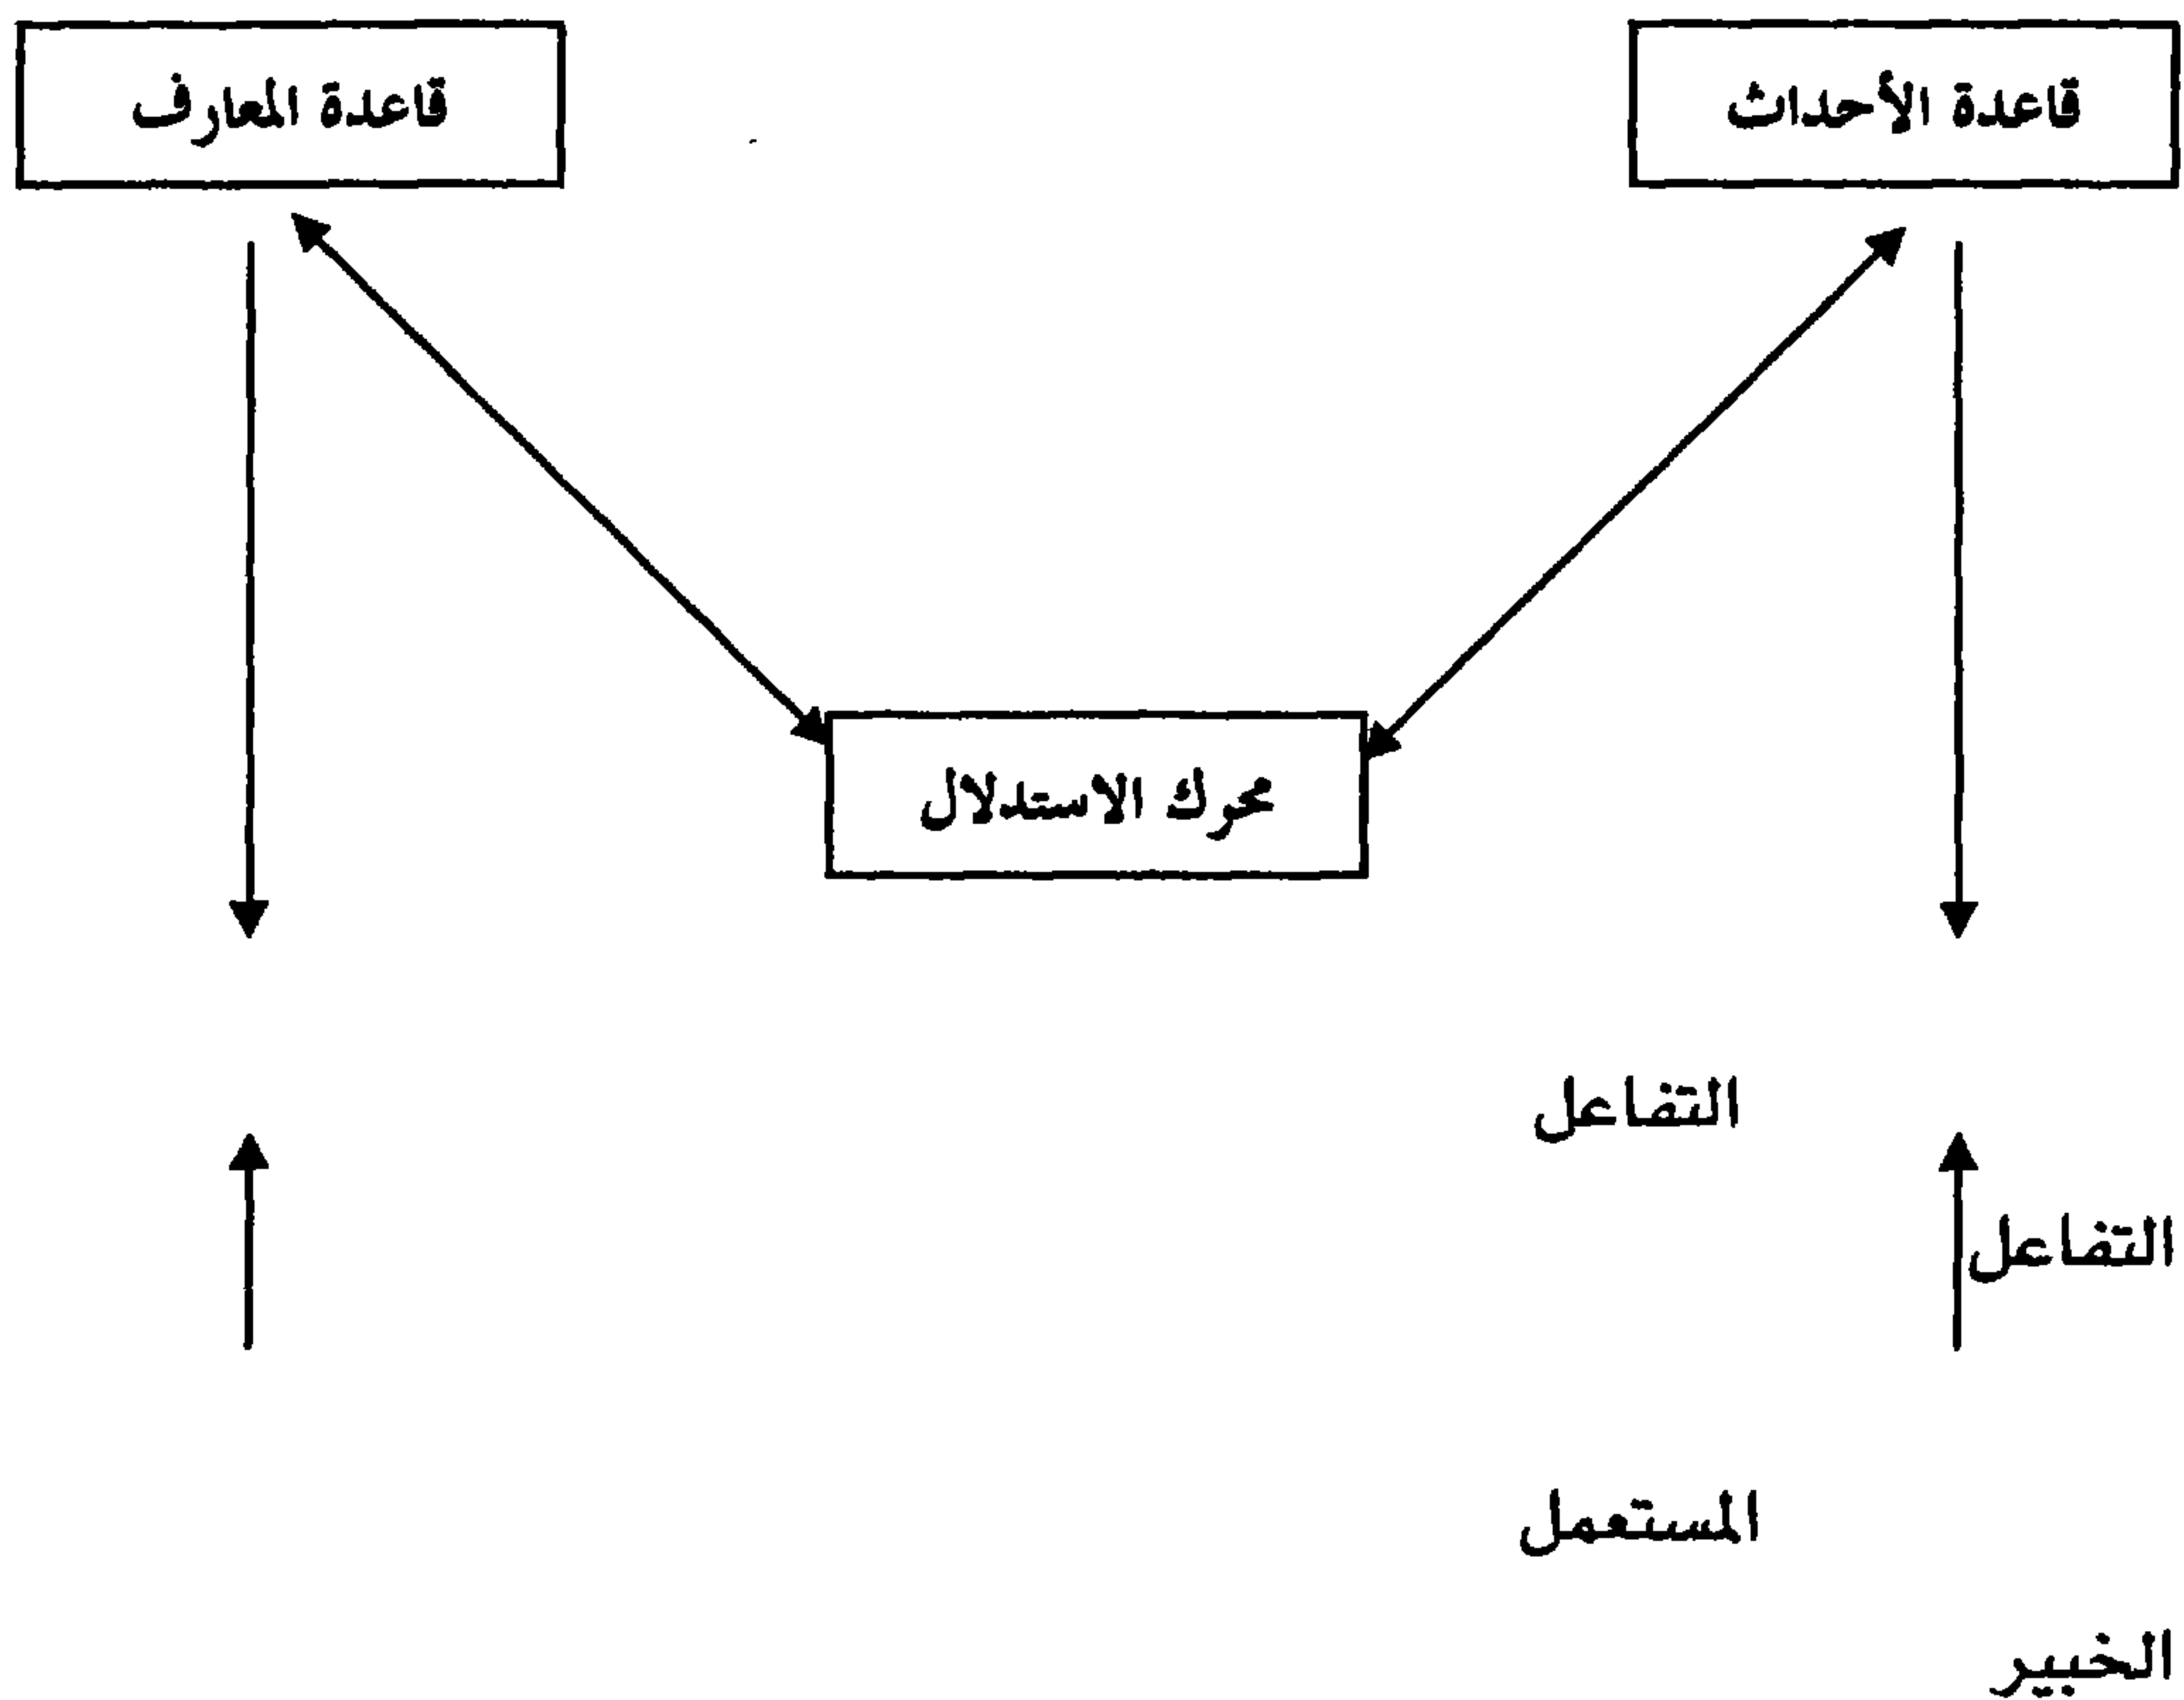 قاعدة الأحداث
قاعدة المعارف
محرك الاستدلال
التفاعل
التفاعل
المستعمل
الخبير